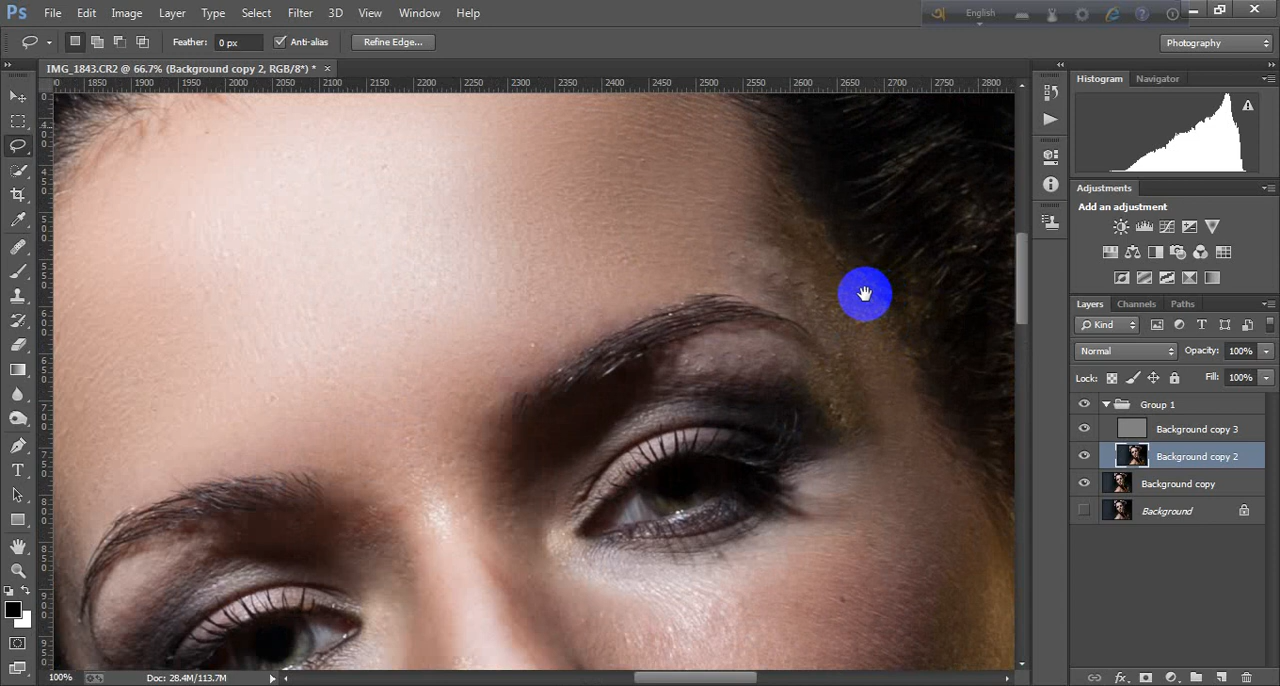 Ps File Edit Image Layer Type Select Filter 3D View Window Help
English
Feather: 0 px Anti-alias Refine Edge... Photography
IMG_1843.CR2 @ 66.7% (Background copy 2, RGB/8*) * ×
1850 1900 1950 2000 2050 2100 2150 2200 2250 2300 2350 2400 2450 2500 2550 2600 2650 2700 2750 2800
Histogram Navigator
Adjustments
Add an adjustment
Layers Channels Paths
Kind
Normal Opacity: 100%
Lock: Fill: 100%
Group 1
Background copy 3
Background copy 2
Background copy
Background
100% Doc: 28.4M/113.7M